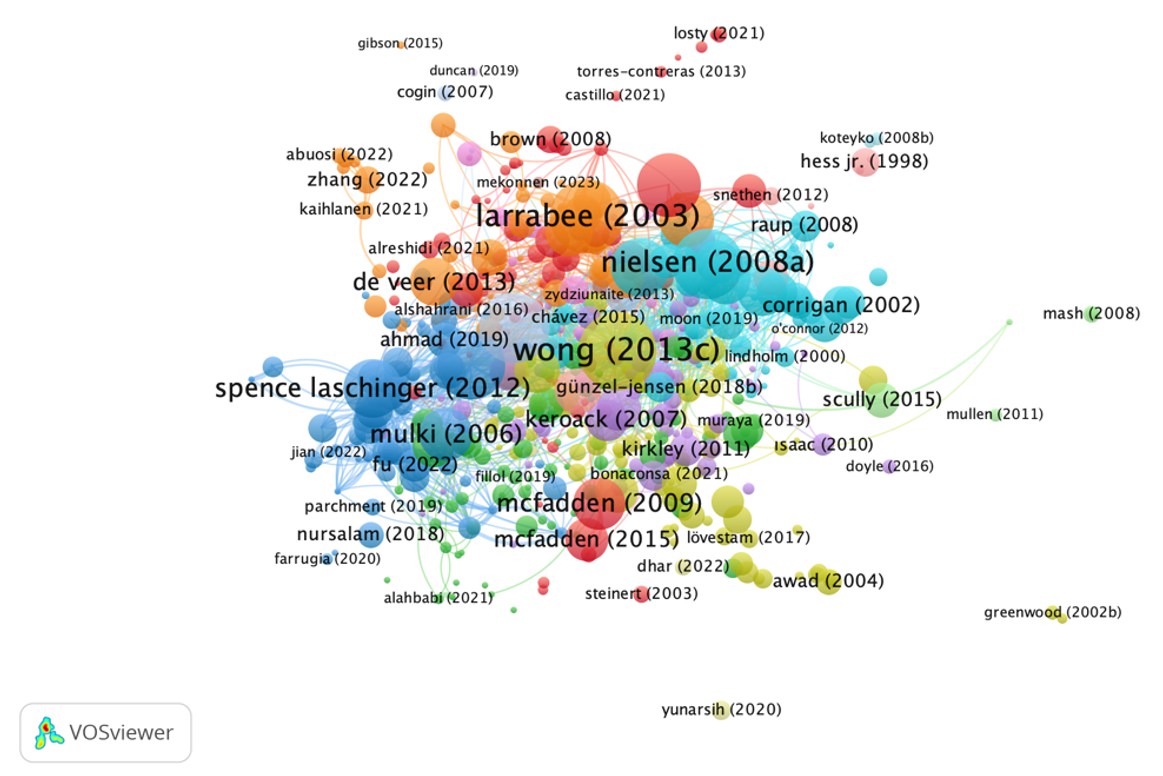 losty (2021)
gibson (2015)
duncan (2019)
torres-contreras (2013)
cogin (2007)
castillo (2021)
brown (2008)
koteyko (2008b)
abuosi (2022)
hess jr. (1998)
zhang (2022)
mekonnen (2023)
snethen (2012)
kaihlanen (2021)
larrabee (2003)
raup (2008)
alreshidi (2021)
nielsen (2008a)
de veer (2013)
zydziunaite (2013)
corrigan (2002)
alshahrani (2016)
chávez (2015)
moon (2019)
mash (2008)
o'connor (2012)
ahmad (2019)
wong (2013c)
lindholm (2000)
spence laschinger (2012)
günzel-jensen (2018b)
scully (2015)
mullen (2011)
keroack (2007)
muraya (2019)
mulki (2006)
isaac (2010)
kirkley (2011)
jian (2022)
fu (2022)
doyle (2016)
fillol (2019)
bonaconsa (2021)
parchment (2019)
mcfadden (2009)
nursalam (2018)
mcfadden (2015)
lövestam (2017)
farrugia (2020)
dhar (2022)
awad (2004)
alahbabi (2021)
steinert (2003)
greenwood (2002b)
yunarsih (2020)
VOSviewer